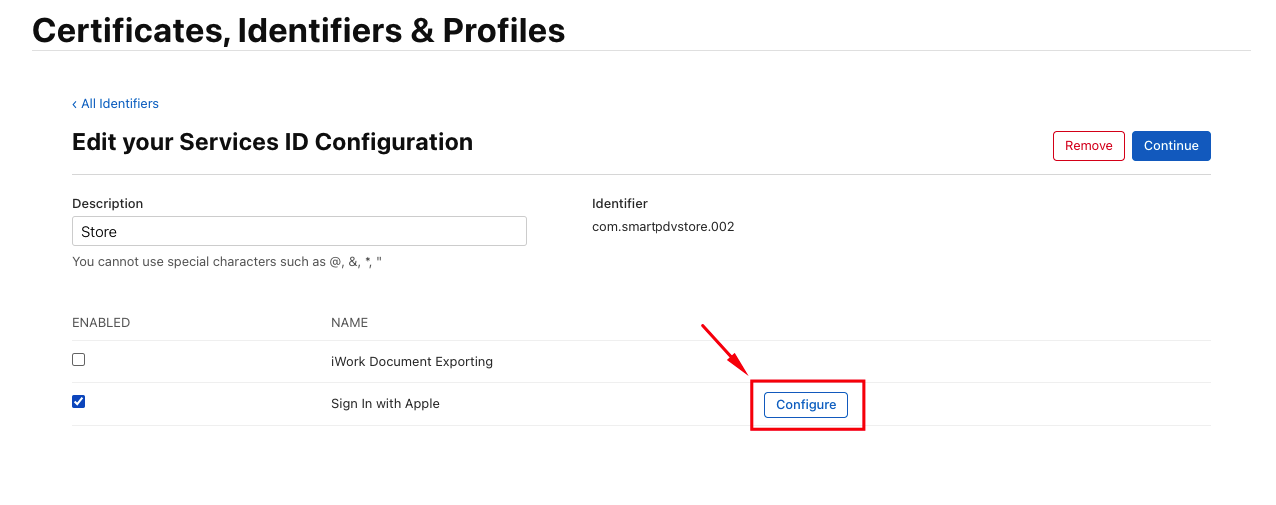 Certificates, Identifiers & Profiles
‹ All Identifiers
Edit your Services ID Configuration
Remove
Continue
Description
Identifier
Store
com.smartpdvstore.002
You cannot use special characters such as @, &, *, "
ENABLED
NAME
iWork Document Exporting
Sign In with Apple
Configure